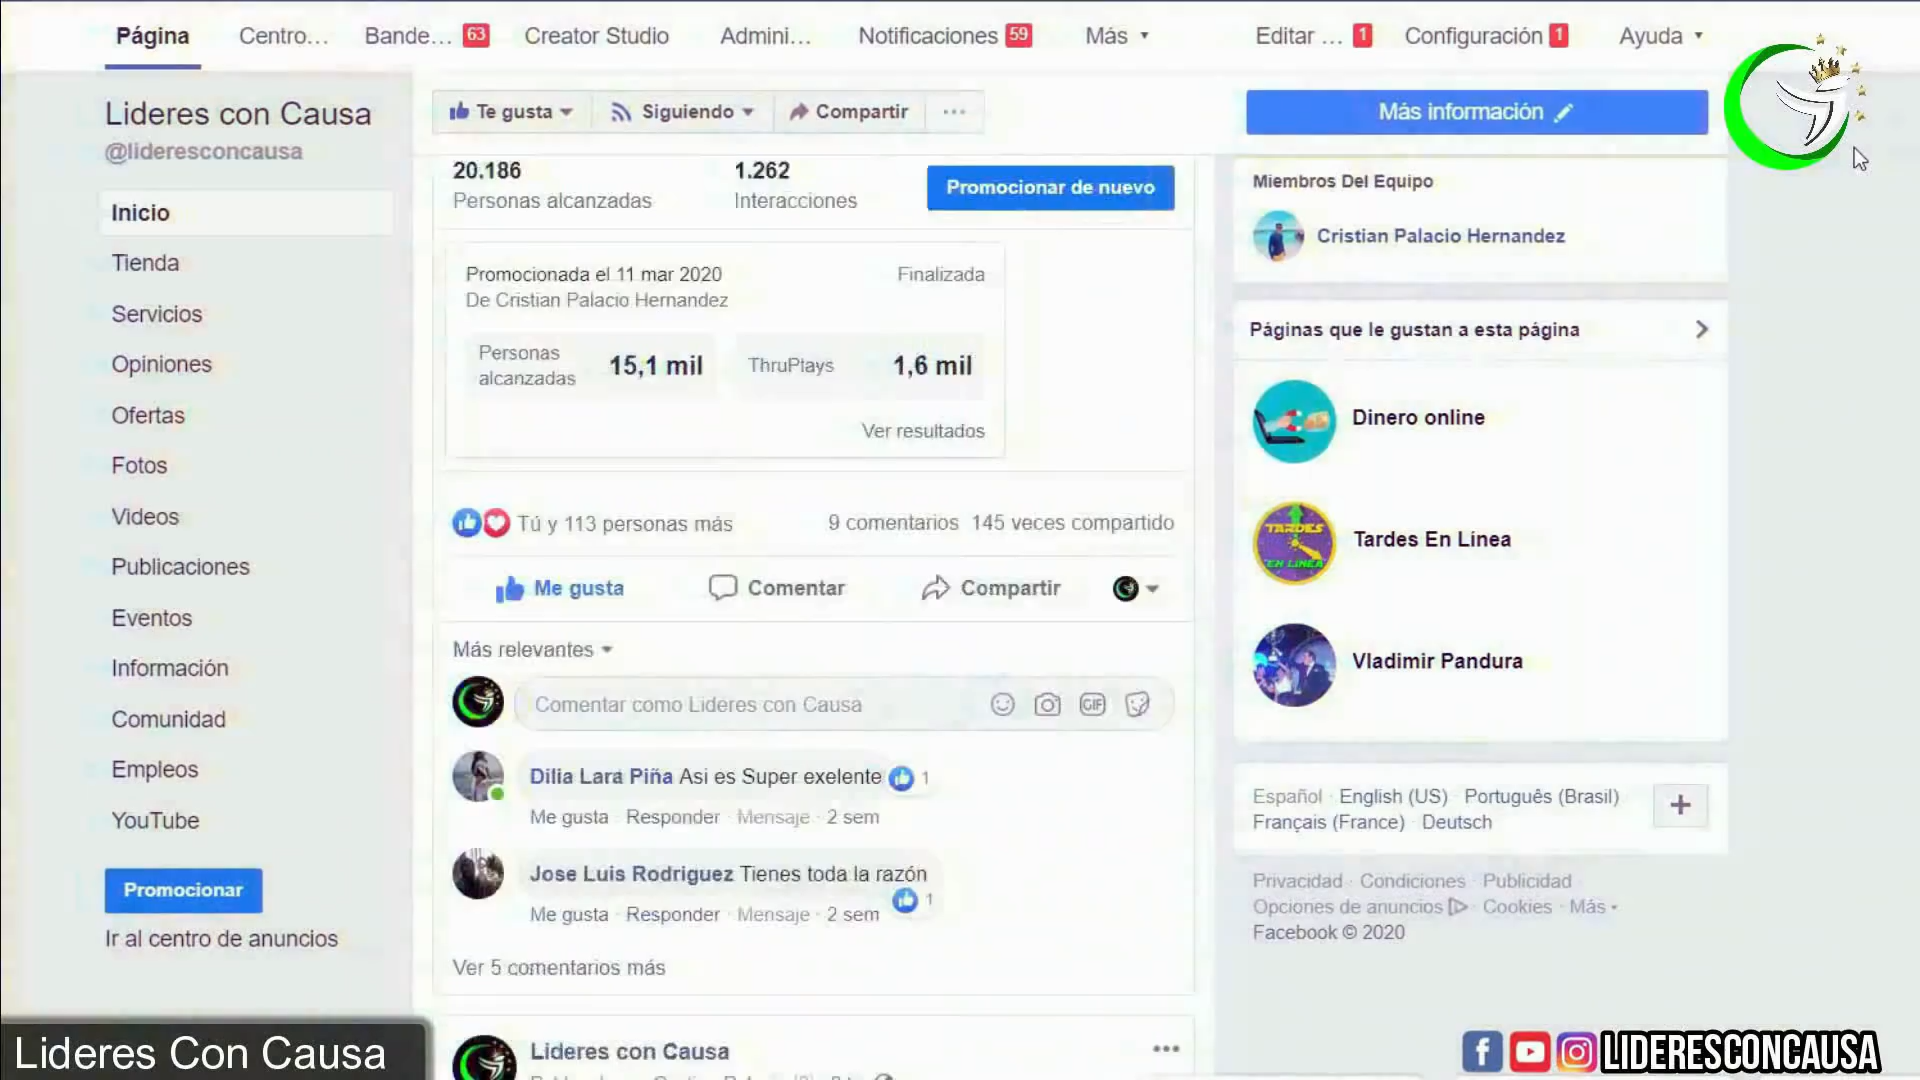 Página Centro... Bande... 63 Creator Studio Admini... Notificaciones 59 Más Editar ... 1 Configuración 1 Ayuda
Lideres con Causa
@lideresconcausa
Inicio
Tienda
Servicios
Opiniones
Ofertas
Fotos
Videos
Publicaciones
Eventos
Información
Comunidad
Empleos
YouTube
Promocionar
Ir al centro de anuncios
Te gusta Siguiendo Compartir ...
20.186 1.262
Personas alcanzadas Interacciones
Promocionar de nuevo
Promocionada el 11 mar 2020 Finalizada
De Cristian Palacio Hernandez
Personas
alcanzadas 15,1 mil ThruPlays 1,6 mil
Ver resultados
Tú y 113 personas más 9 comentarios 145 veces compartido
Me gusta Comentar Compartir
Más relevantes
Comentar como Lideres con Causa GIF
Dilia Lara Piña Asi es Super exelente 1
Me gusta · Responder · Mensaje · 2 sem
Jose Luis Rodriguez Tienes toda la razón
1
Me gusta · Responder · Mensaje · 2 sem
Ver 5 comentarios más
Lideres con Causa ...
Más información
Miembros Del Equipo
Cristian Palacio Hernandez
Páginas que le gustan a esta página
Dinero online
TARDES
EN LINEA
Tardes En Linea
Vladimir Pandura
Español · English (US) · Português (Brasil)
Français (France) · Deutsch
+
Privacidad · Condiciones · Publicidad
Opciones de anuncios · Cookies · Más
Facebook © 2020
Lideres Con Causa
LIDERESCONCAUSA